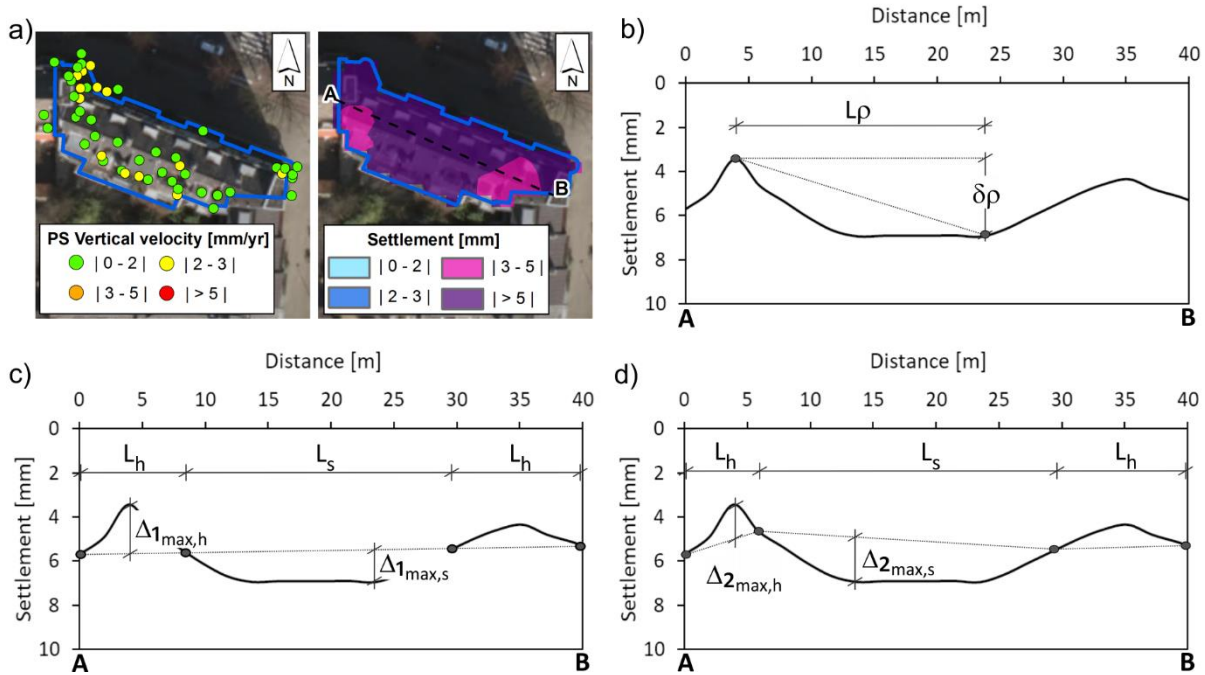 a)
N
N
A
B
PS Vertical velocity [mm/yr]
| 0 - 2 | | 2 - 3 |
| 3 - 5 | | > 5 |
Settlement [mm]
| 0 - 2 | | 3 - 5 |
| 2 - 3 | | > 5 |
b)
Distance [m]
0 5 10 15 20 25 30 35 40
Settlement [mm]
0
2
4
6
8
10
Lρ
δρ
A B
c)
Distance [m]
0 5 10 15 20 25 30 35 40
Settlement [mm]
0
2
4
6
8
10
Lh Ls Lh
Δ1max,h
Δ1max,s
A B
d)
Distance [m]
0 5 10 15 20 25 30 35 40
Settlement [mm]
0
2
4
6
8
10
Lh Ls Lh
Δ2max,h
Δ2max,s
A B